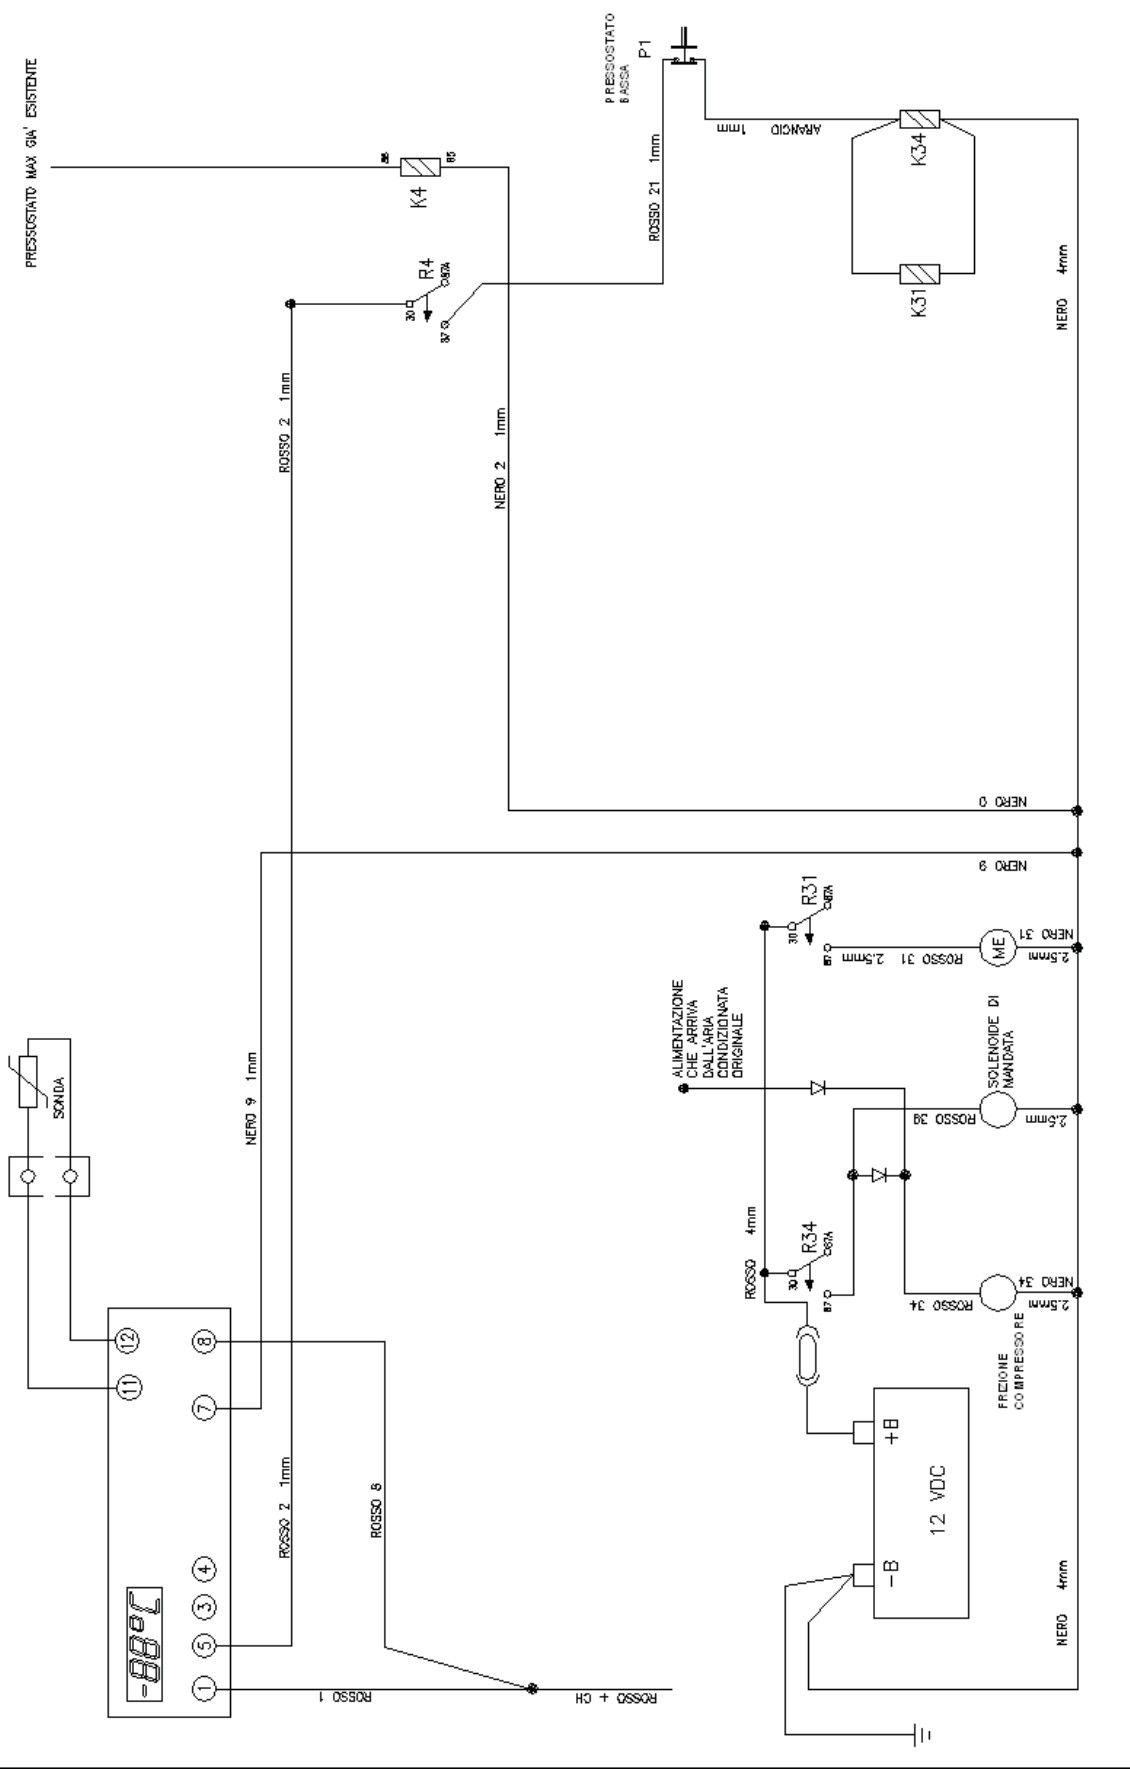 PRESSOSTATO MAX GIA' ESISTENTE
86
85
K4
PRESSOSTATO
BASSA
P1
ARANCIO
1mm
K34
K31
ROSSO 21 1mm
NERO 4mm
R4
30
87A
87
ROSSO 2 1mm
NERO 2 1mm
NERO 0
NERO 9
R31
30
87A
87
ROSSO 31 2.5mm
ME
NERO 31
2.5mm
ALIMENTAZIONE
CHE ARRIVA
DALL'ARIA
CONDIZIONATA
ORIGINALE
SOLENOIDE DI
MANDATA
ROSSO 39
2.5mm
SONDA
NERO 9 1mm
ROSSO 4mm
R34
30
87A
87
ROSSO 34
NERO 34
2.5mm
FRIZIONE
COMPRESSORE
12
11
8
7
4
3
5
1
-88°C
ROSSO 2 1mm
ROSSO 8
ROSSO 1
ROSSO + CH
+B
-B
12 VDC
NERO 4mm